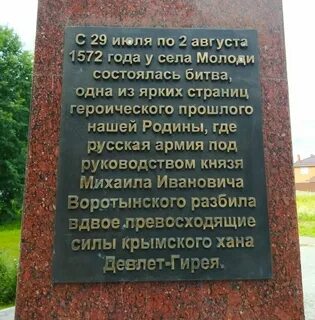 С 29 июля по 2 августа
1572 года у села Молоди
состоялась битва,
одна из ярких страниц
героического прошлого
нашей Родины, где
русская армия под
руководством князя
Михаила Ивановича
Воротынского разбила
вдвое превосходящие
силы крымского хана
Девлет-Гирея.